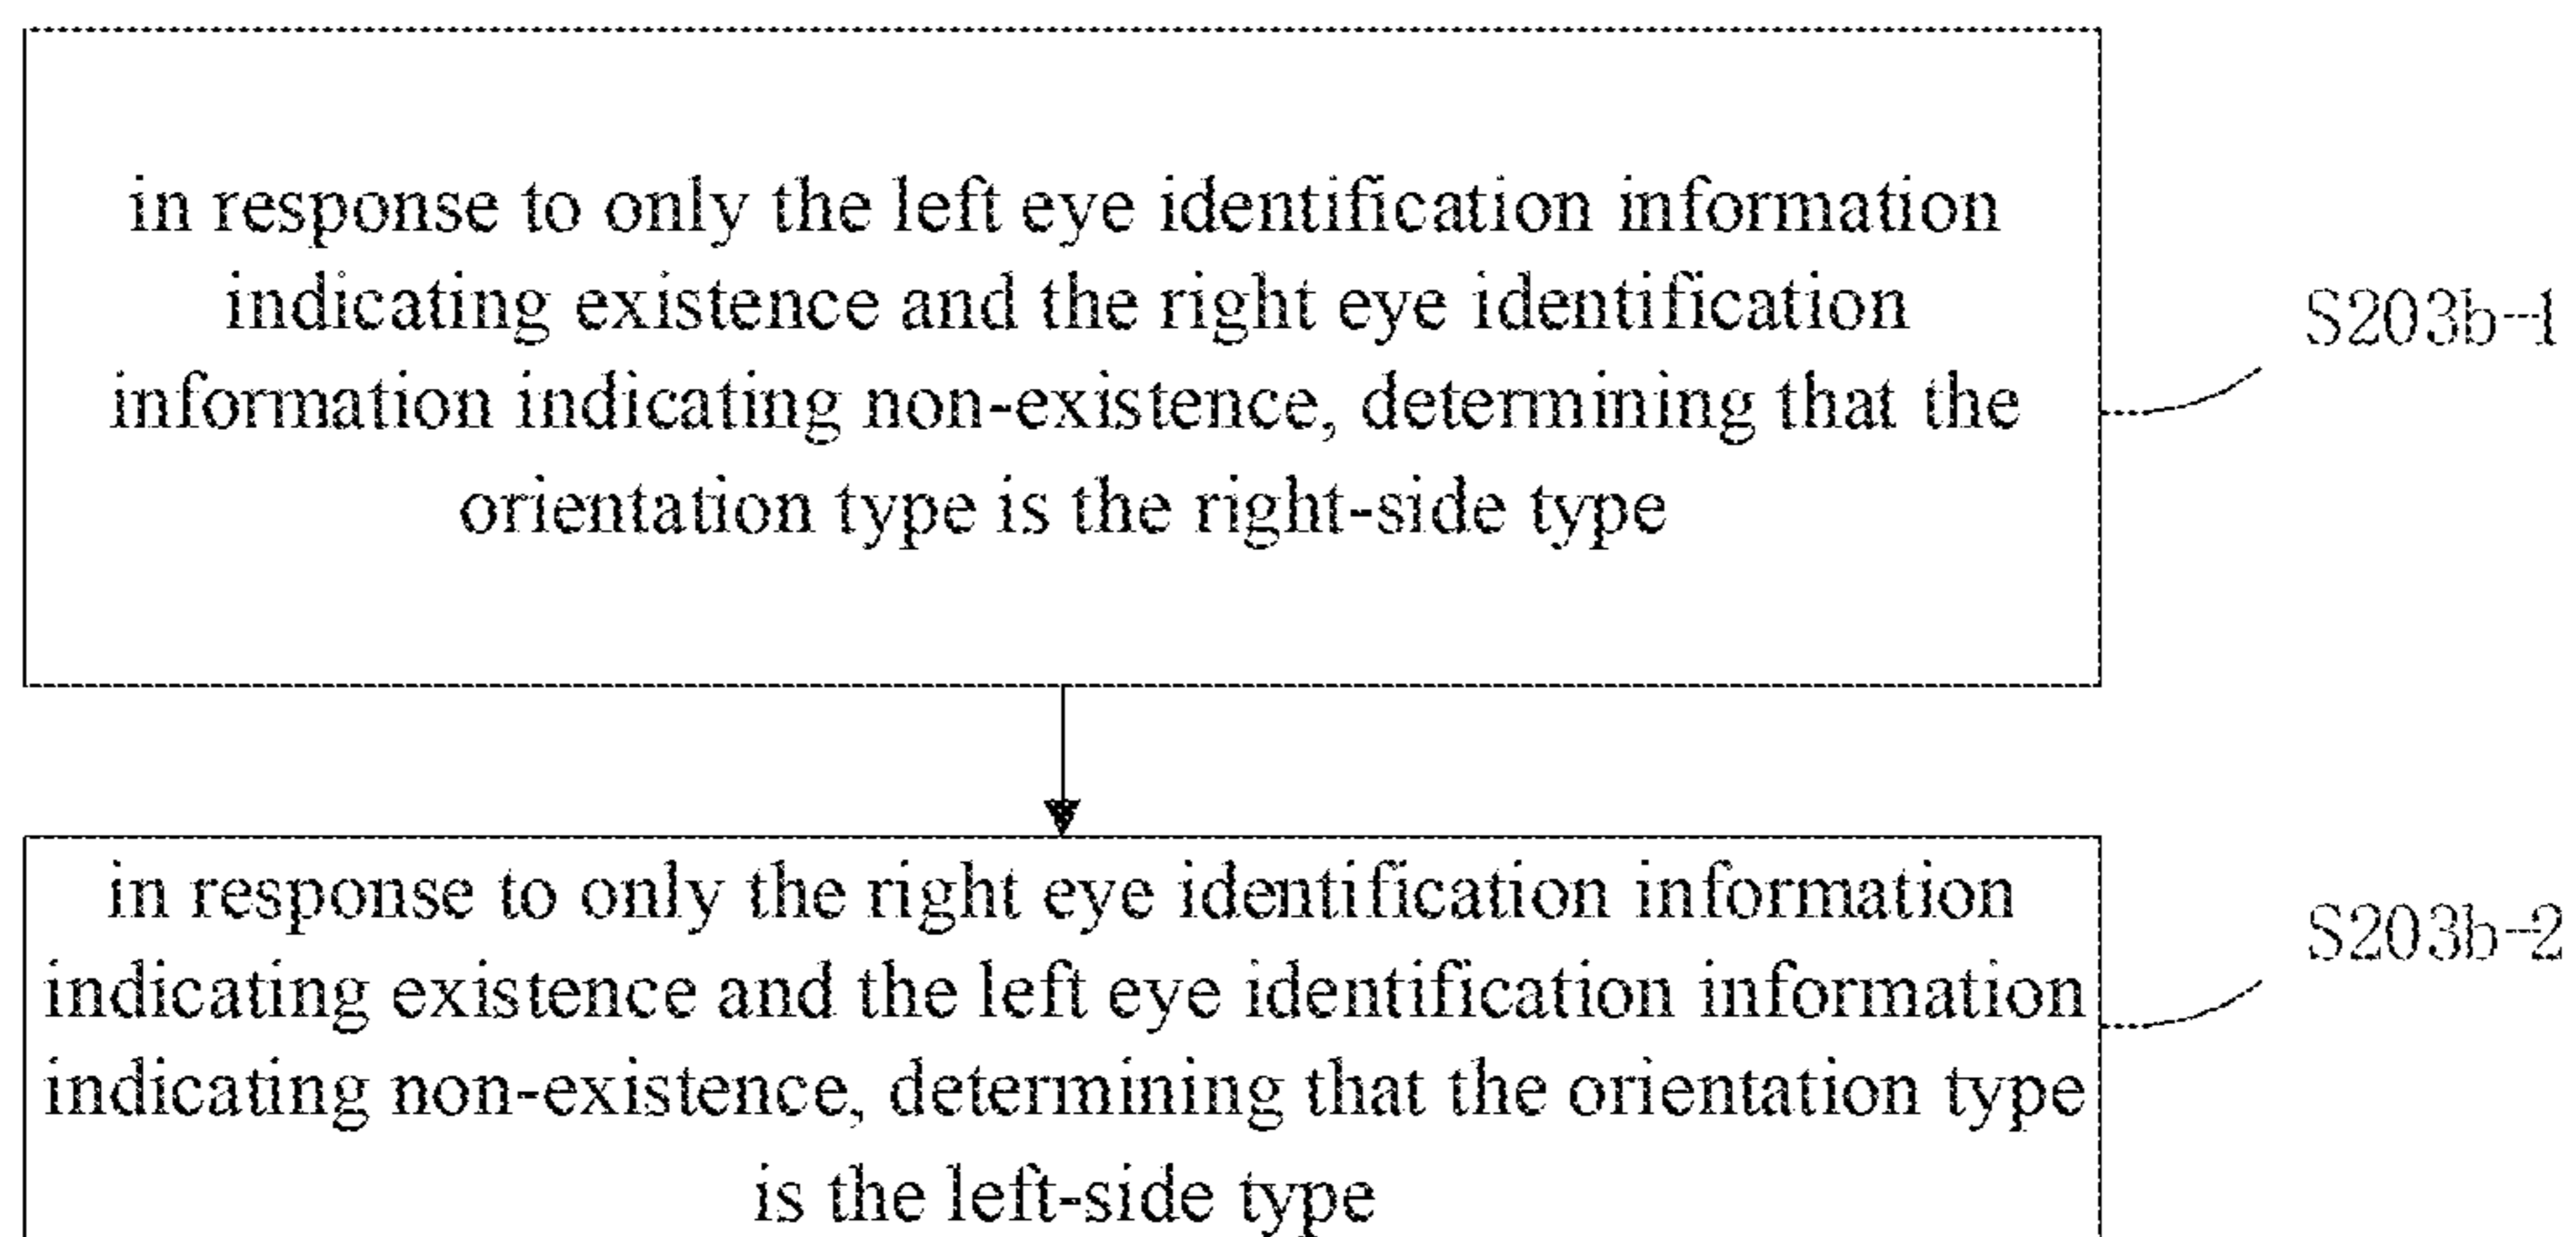 in response to only the left eye identification information
indicating existence and the right eye identification
information indicating non-existence, determining that the
orientation type is the right-side type
S203b-1
in response to only the right eye identification information
indicating existence and the left eye identification information
indicating non-existence, determining that the orientation type
is the left-side type
S203b-2